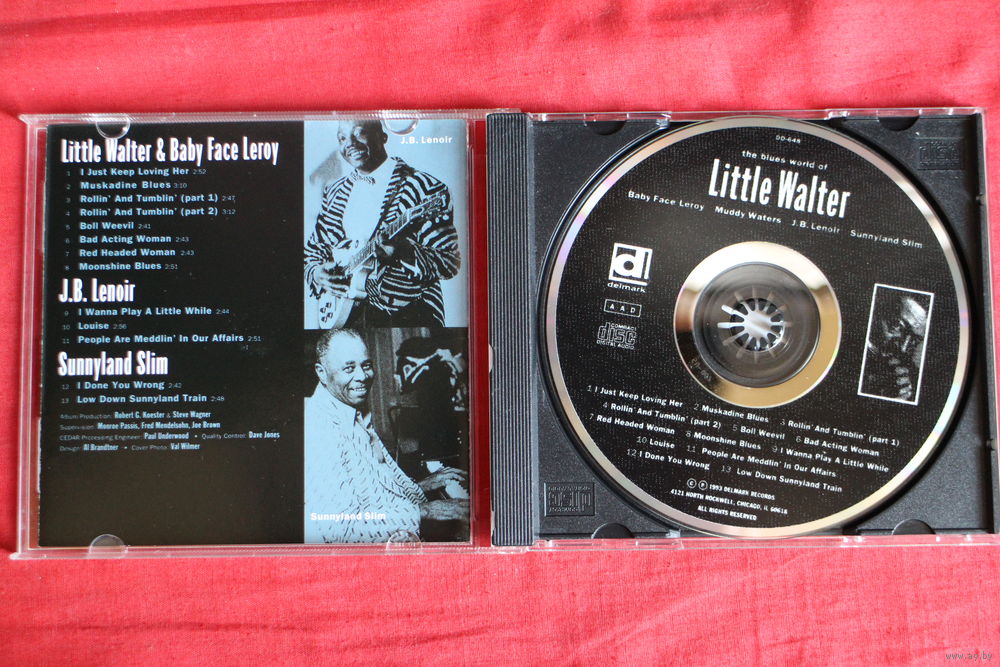 Little Walter & Baby Face Leroy
1 I Just Keep Loving Her 2:52
2 Muskadine Blues 3:10
3 Rollin' And Tumblin' (part 1) 2:47
4 Rollin' And Tumblin' (part 2) 3:12
5 Boll Weevil 2:41
6 Bad Acting Woman 2:43
7 Red Headed Woman 2:43
8 Moonshine Blues 2:51
J.B. Lenoir
9 I Wanna Play A Little While 2:44
10 Louise 2:56
11 People Are Meddlin' In Our Affairs 2:51
Sunnyland Slim
12 I Done You Wrong 2:42
13 Low Down Sunnyland Train 2:48
Album Production: Robert G. Koester & Steve Wagner
Supervision: Monroe Passis, Fred Mendelsohn, Joe Brown
CEDAR Processing Engineer: Paul Underwood • Quality Control: Dave Jones
Design: Al Brandtner • Cover Photo: Val Wilmer
J.B. Lenoir
Sunnyland Slim
DD-648
the blues world of
Little Walter
Baby Face Leroy Muddy Waters J.B. Lenoir Sunnyland Slim
d!
delmark
AAD
COMPACT
disc
DIGITAL AUDIO
1 I Just Keep Loving Her 2 Muskadine Blues 3 Rollin' And Tumblin' (part 1)
4 Rollin' And Tumblin' (part 2) 5 Boll Weevil 6 Bad Acting Woman
7 Red Headed Woman 8 Moonshine Blues 9 I Wanna Play A Little While
10 Louise 11 People Are Meddlin' In Our Affairs
12 I Done You Wrong 13 Low Down Sunnyland Train
© ℗ 1993 DELMARK RECORDS
4121 NORTH ROCKWELL, CHICAGO, IL 60618
ALL RIGHTS RESERVED
www.ay.by